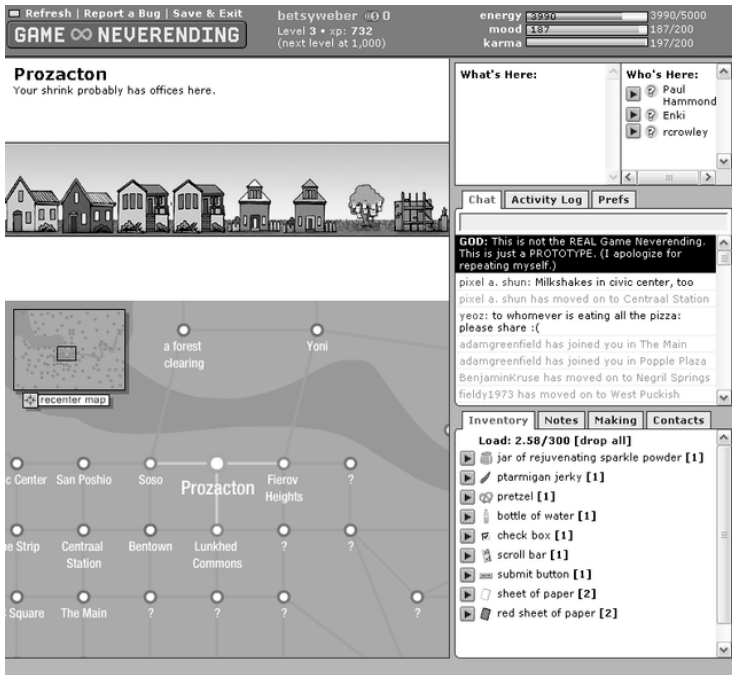 Refresh | Report a Bug | Save & Exit
GAME ∞ NEVERENDING
betsyweber 0
Level 3 • xp: 732
(next level at 1,000)
energy 3990 3990/5000
mood 187 187/200
karma 197/200
Prozacton
Your shrink probably has offices here.
What's Here:
Who's Here:
Paul
Hammond
Enki
rcrowley
Chat Activity Log Prefs
GOD: This is not the REAL Game Neverending.
This is just a PROTOTYPE. (I apologize for
repeating myself.)
pixel a. shun: Milkshakes in civic center, too
pixel a. shun has moved on to Centraal Station
yeoz: to whomever is eating all the pizza:
please share :(
adamgreenfield has joined you in The Main
adamgreenfield has joined you in Popple Plaza
BenjaminKruse has moved on to Negril Springs
fieldy1973 has moved on to West Puckish
recenter map
a forest
clearing
Yoni
c Center San Poshio Soso Prozacton Fierov
Heights
?
e Strip Centraal
Station
Bentown Lunkhed
Commons
? ?
Square The Main ? ? ? ?
Inventory Notes Making Contacts
Load: 2.58/300 [drop all]
jar of rejuvenating sparkle powder [1]
ptarmigan jerky [1]
pretzel [1]
bottle of water [1]
check box [1]
scroll bar [1]
submit button [1]
sheet of paper [2]
red sheet of paper [2]